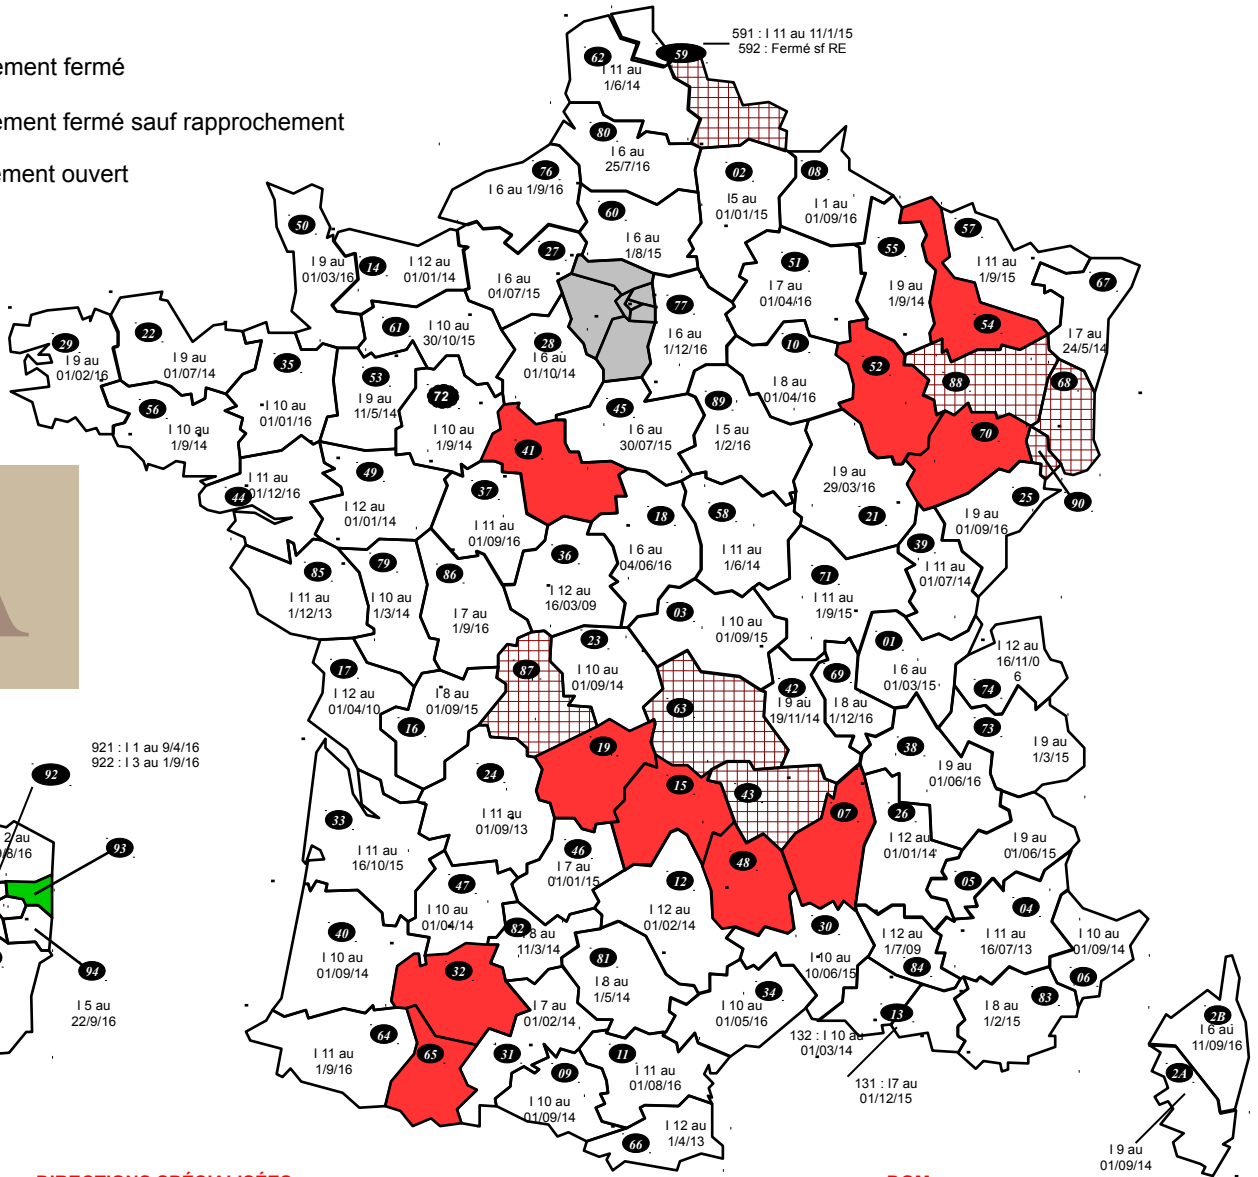 ement fermé
ement fermé sauf rapprochement
ement ouvert
591 : I 11 au 11/1/15
592 : Fermé sf RE
59
62
I 11 au
1/6/14
80
I 6 au
25/7/16
76
I 6 au 1/9/16
02
I5 au
01/01/15
08
I 1 au
01/09/16
60
I 6 au
1/8/15
50
I 9 au
01/03/16
14
I 12 au
01/01/14
27
I 6 au
01/07/15
51
I 7 au
01/04/16
55
I 9 au
1/9/14
57
I 11 au
1/9/15
67
I 7 au
24/5/14
54
77
I 6 au
1/12/16
61
I 10 au
30/10/15
28
I 6 au
01/10/14
10
I 8 au
01/04/16
52
88
68
29
I 9 au
01/02/16
22
I 9 au
01/07/14
35
I 10 au
01/01/16
53
I 9 au
11/5/14
72
I 10 au
1/9/14
56
I 10 au
1/9/14
45
I 6 au
30/07/15
89
I 5 au
1/2/16
70
41
44
I 11 au
01/12/16
49
I 12 au
01/01/14
37
I 11 au
01/09/16
18
I 6 au
04/06/16
58
I 11 au
1/6/14
21
I 9 au
29/03/16
25
I 9 au
01/09/16
90
39
I 11 au
01/07/14
85
I 11 au
1/12/13
79
I 10 au
1/3/14
86
I 7 au
1/9/16
36
I 12 au
16/03/09
71
I 11 au
1/9/15
03
I 10 au
01/09/15
23
I 10 au
01/09/14
87
17
I 12 au
01/04/10
16
I 8 au
01/09/15
63
42
I 9 au
19/11/14
69
I 8 au
1/12/16
01
I 6 au
01/03/15
74
I 12 au
16/11/0
6
73
I 9 au
1/3/15
38
I 9 au
01/06/16
19
24
I 11 au
01/09/13
15
43
07
26
I 12 au
01/01/14
05
I 9 au
01/06/15
921 : I 1 au 9/4/16
922 : I 3 au 1/9/16
92
2 au
93
94
I 5 au
22/9/16
33
I 11 au
16/10/15
46
I 7 au
01/01/15
47
I 10 au
01/04/14
12
I 12 au
01/02/14
48
04
I 11 au
16/07/13
06
I 10 au
01/09/14
30
I 10 au
10/06/15
84
I 12 au
1/7/09
40
I 10 au
01/09/14
32
82
I 8 au
11/3/14
81
I 8 au
1/5/14
34
I 10 au
01/05/16
13
132 : I 10 au
01/03/14
131 : I7 au
01/12/15
83
I 8 au
1/2/15
64
I 11 au
1/9/16
65
31
I 7 au
01/02/14
09
I 10 au
01/09/14
11
I 11 au
01/08/16
66
I 12 au
1/4/13
2B
I 6 au
11/09/16
2A
I 9 au
01/09/14
DIRECTIONS SPÉCIALISÉES
DOM